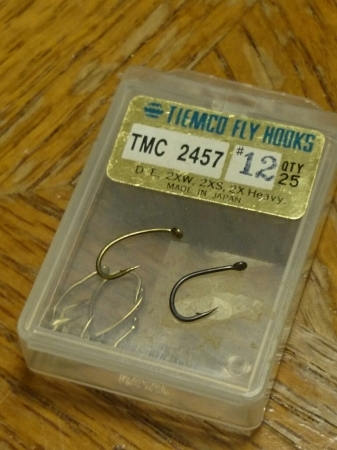 TIEMCO FLY HOOKS
TMC 2457 #12 QTY 25
D.E, 2XW, 2XS, 2X Heavy.
MADE IN JAPAN